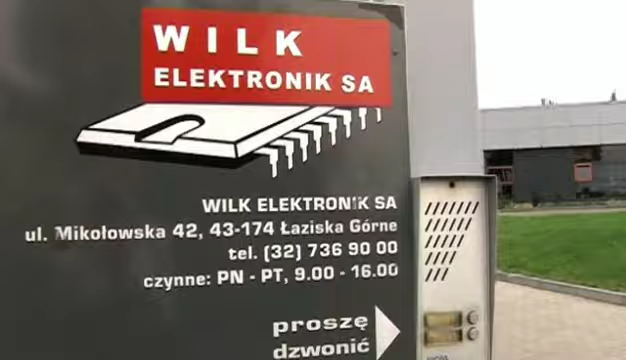 WILK
ELEKTRONIK SA
WILK ELEKTRONIK SA
ul. Mikołowska 42, 43-174 Łaziska Górne
tel. (32) 736 90 00
czynne: PN - PT, 9.00 - 16.00
proszę
dzwonić